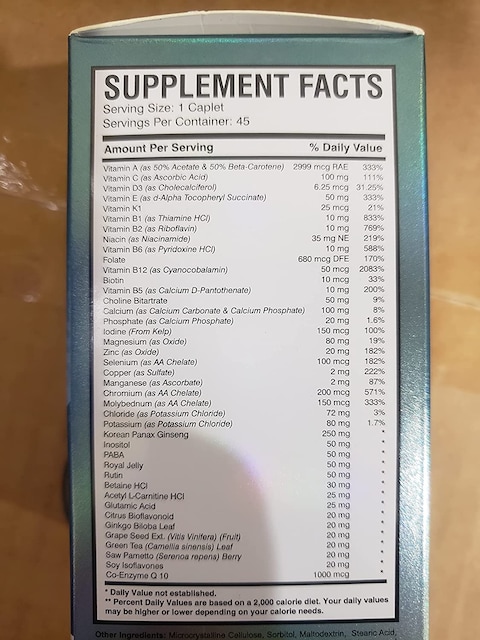 SUPPLEMENT FACTS
Serving Size: 1 Caplet
Servings Per Container: 45
Amount Per Serving % Daily Value
Vitamin A (as 50% Acetate & 50% Beta-Carotene) 2999 mcg RAE 333%
Vitamin C (as Ascorbic Acid) 100 mg 111%
Vitamin D3 (as Cholecalciferol) 6.25 mcg 31.25%
Vitamin E (as d-Alpha Tocopheryl Succinate) 50 mg 333%
Vitamin K1 25 mcg 21%
Vitamin B1 (as Thiamine HCl) 10 mg 833%
Vitamin B2 (as Riboflavin) 10 mg 769%
Niacin (as Niacinamide) 35 mg NE 219%
Vitamin B6 (as Pyridoxine HCl) 10 mg 588%
Folate 680 mcg DFE 170%
Vitamin B12 (as Cyanocobalamin) 50 mcg 2083%
Biotin 10 mcg 33%
Vitamin B5 (as Calcium D-Pantothenate) 10 mg 200%
Choline Bitartrate 50 mg 9%
Calcium (as Calcium Carbonate & Calcium Phosphate) 100 mg 8%
Phosphate (as Calcium Phosphate) 20 mg 1.6%
Iodine (From Kelp) 150 mcg 100%
Magnesium (as Oxide) 80 mg 19%
Zinc (as Oxide) 20 mg 182%
Selenium (as AA Chelate) 100 mcg 182%
Copper (as Sulfate) 2 mg 222%
Manganese (as Ascorbate) 2 mg 87%
Chromium (as AA Chelate) 200 mcg 571%
Molybednum (as AA Chelate) 150 mcg 333%
Chloride (as Potassium Chloride) 72 mg 3%
Potassium (as Potassium Chloride) 80 mg 1.7%
Korean Panax Ginseng 250 mg *
Inositol 50 mg *
PABA 50 mg *
Royal Jelly 50 mg *
Rutin 50 mg *
Betaine HCl 30 mg *
Acetyl L-Carnitine HCl 25 mg *
Glutamic Acid 25 mg *
Citrus Bioflavonoid 20 mg *
Ginkgo Biloba Leaf 20 mg *
Grape Seed Ext. (Vitis Vinifera) (Fruit) 20 mg *
Green Tea (Camellia sinensis) Leaf 20 mg *
Saw Pametto (Serenoa repens) Berry 20 mg *
Soy Isoflavones 20 mg *
Co-Enzyme Q 10 1000 mcg *
* Daily Value not established.
** Percent Daily Values are based on a 2,000 calorie diet. Your daily values
may be higher or lower depending on your calorie needs.
Other Ingredients: Microcrystalline Cellulose, Sorbitol, Maltodextrin, Stearic Acid,